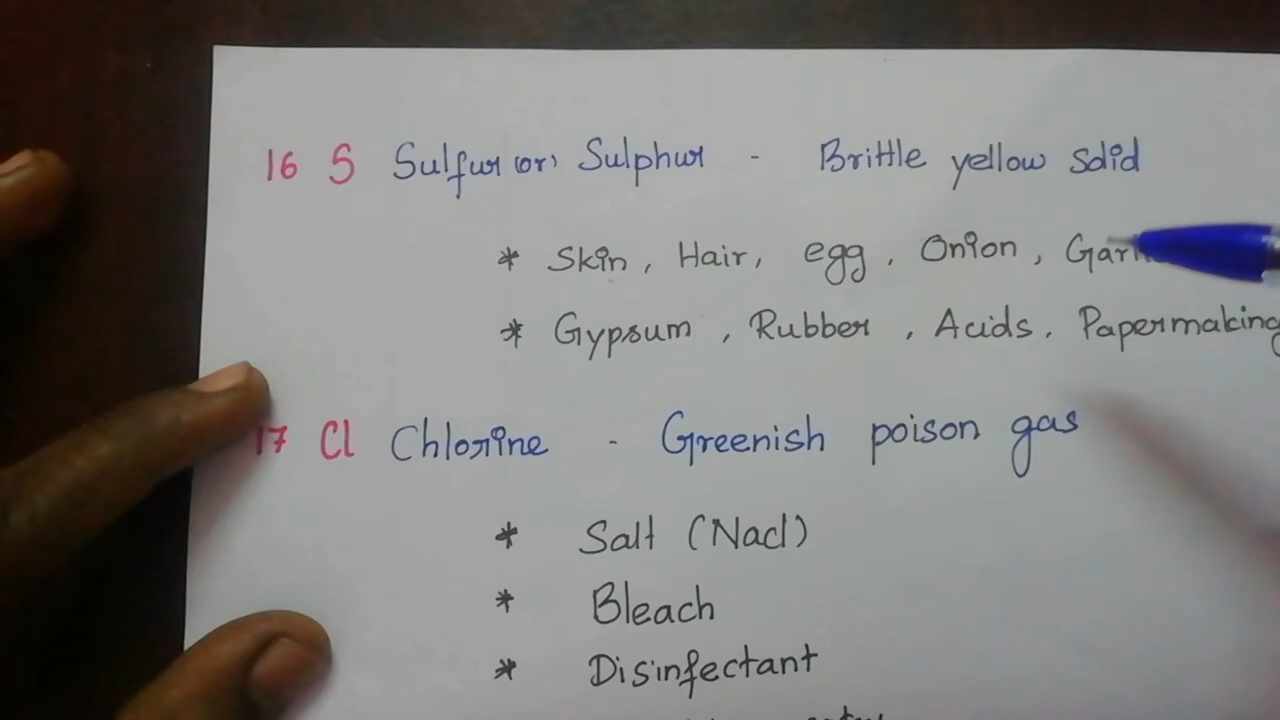 16 S Sulfur (or) Sulphur - Brittle yellow Solid
* Skin, Hair, egg, Onion,
* Gypsum, Rubber, Acids, Papermaking
17 Cl Chlorine - Greenish poison gas
* Salt (Nacl)
* Bleach
* Disinfectant